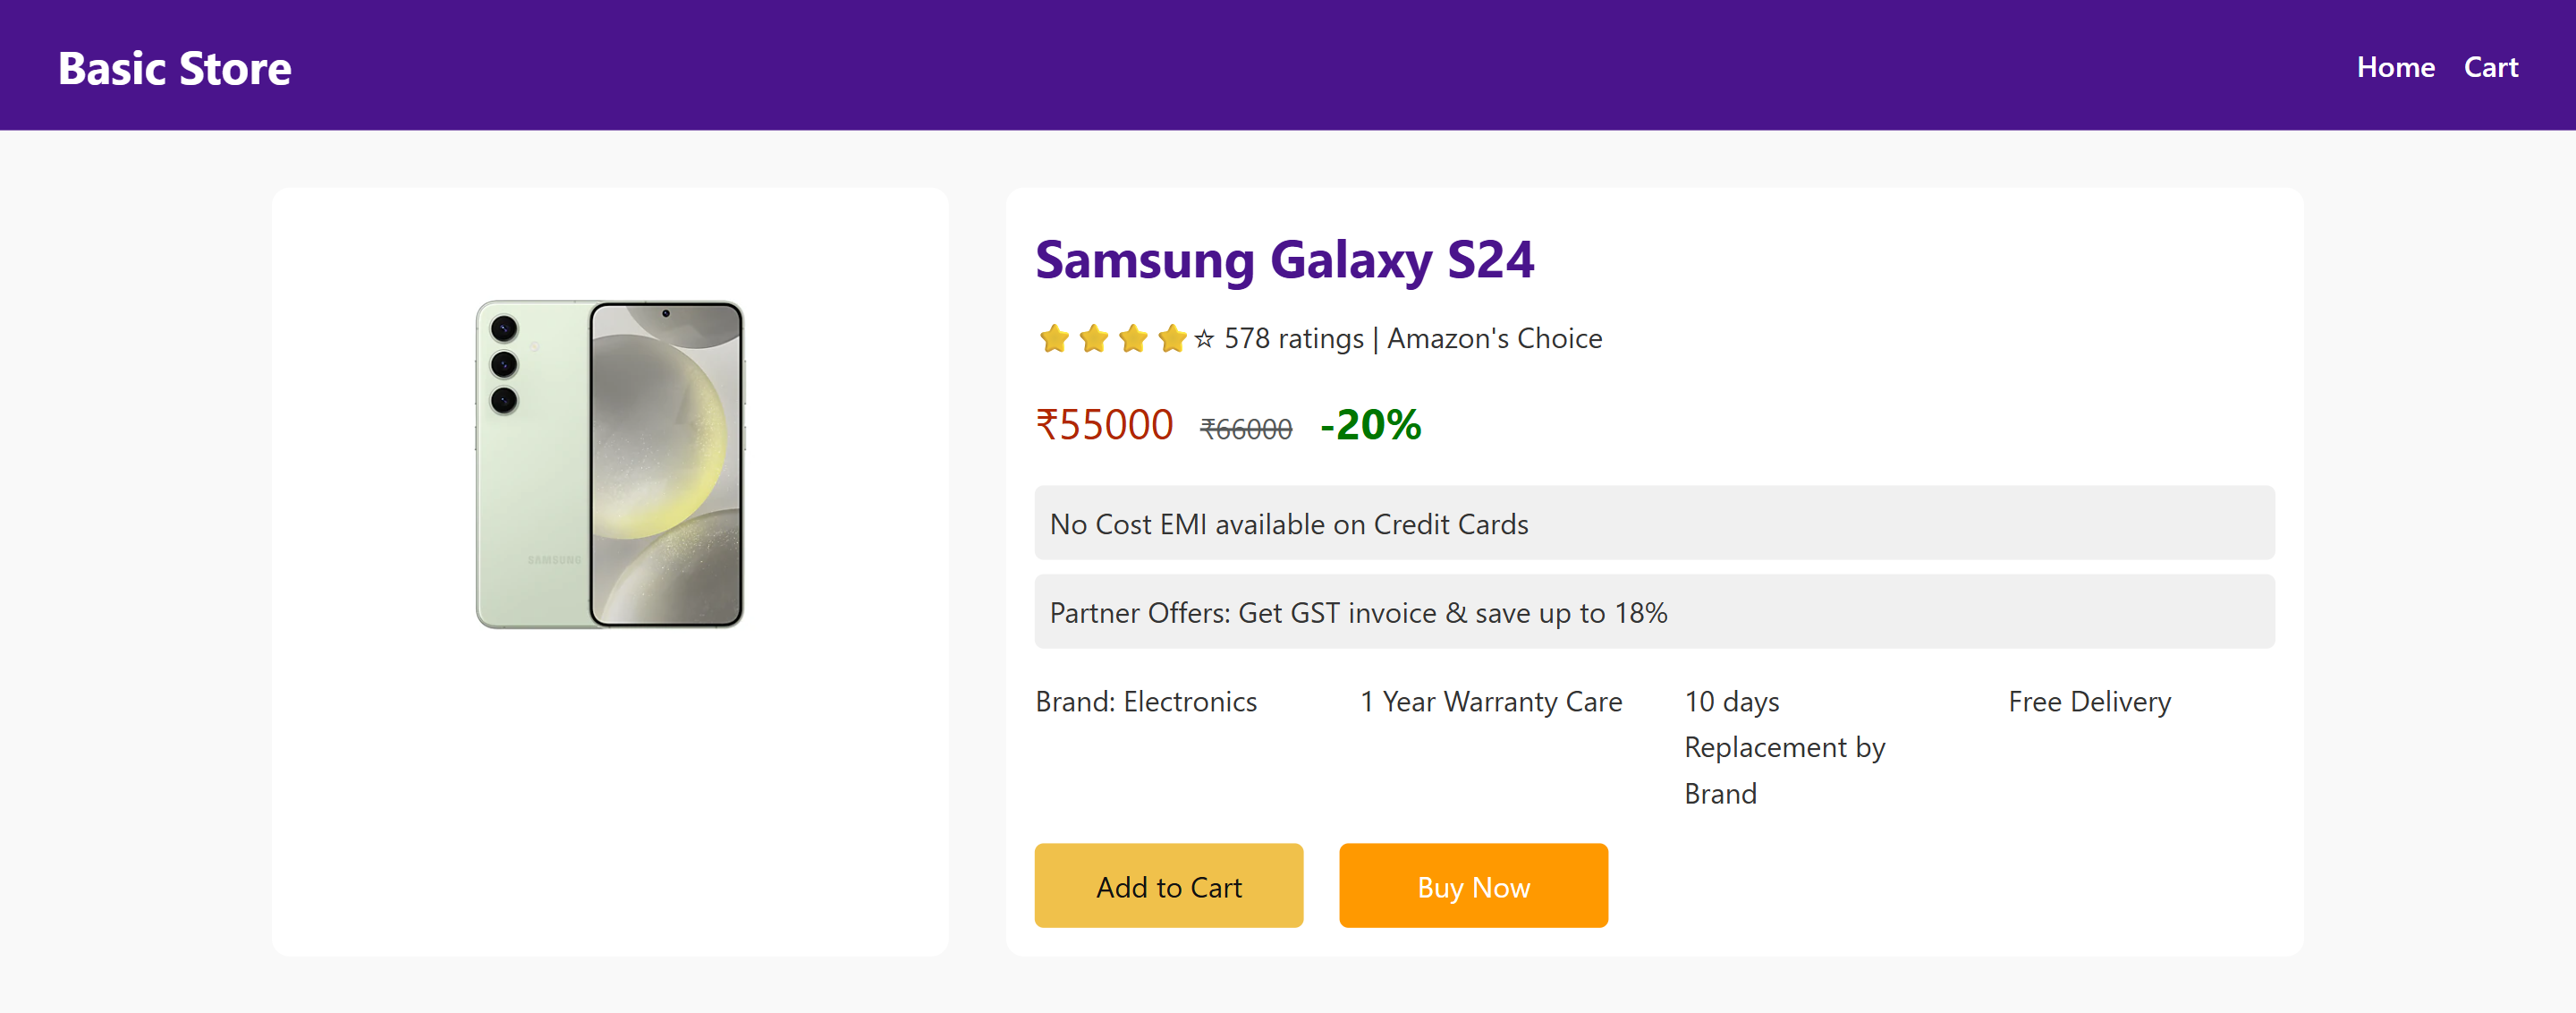 Basic Store
Home Cart
Samsung Galaxy S24
⭐⭐⭐⭐☆ 578 ratings | Amazon's Choice
₹55000 ₹66000 -20%
No Cost EMI available on Credit Cards
Partner Offers: Get GST invoice & save up to 18%
Brand: Electronics
1 Year Warranty Care
10 days
Replacement by
Brand
Free Delivery
Add to Cart
Buy Now
SAMSUNG